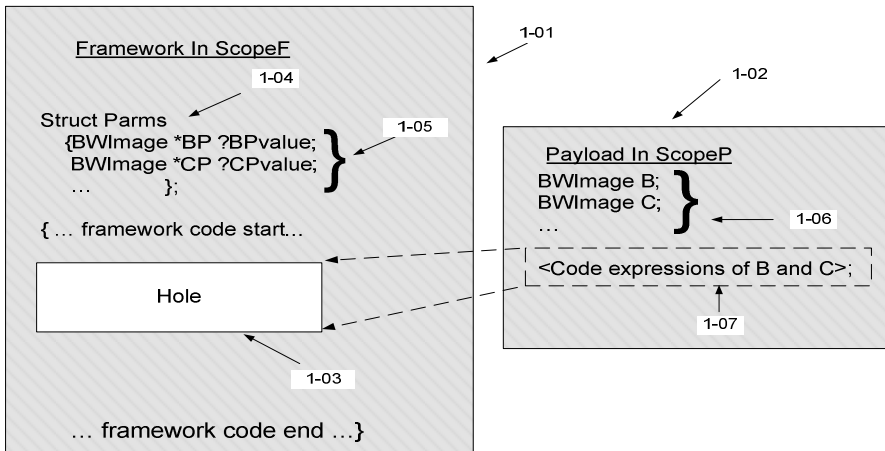 Framework In ScopeF
1-01
1-04
Struct Parms
{BWImage *BP ?BPvalue;
BWImage *CP ?CPvalue;
... };
1-05
{ ... framework code start...
Hole
1-03
... framework code end ...}
1-02
Payload In ScopeP
BWImage B;
BWImage C;
...
1-06
<Code expressions of B and C>;
1-07